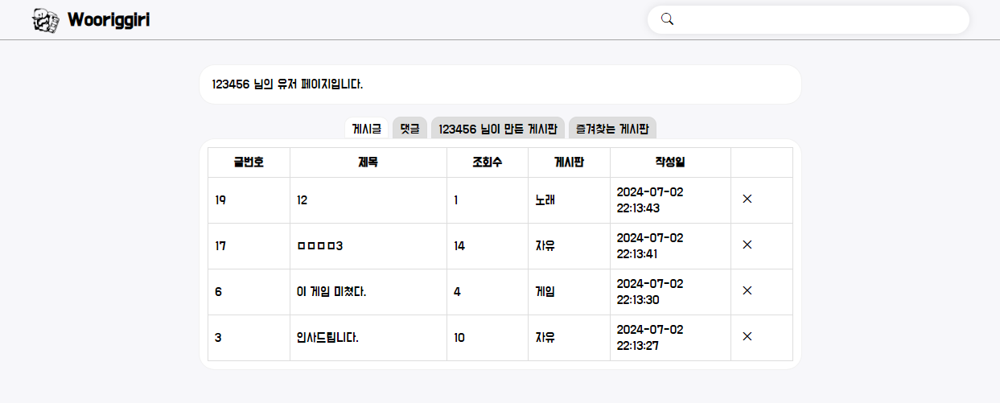 Wooriggiri
123456 님의 유저 페이지입니다.
게시글 댓글 123456 님이 만든 게시판 즐겨찾는 게시판
글번호 제목 조회수 게시판 작성일
19 12 1 노래 2024-07-02
22:13:43
17 ㅁㅁㅁㅁ3 14 자유 2024-07-02
22:13:41
6 이 게임 미쳤다. 4 게임 2024-07-02
22:13:30
3 인사드립니다. 10 자유 2024-07-02
22:13:27